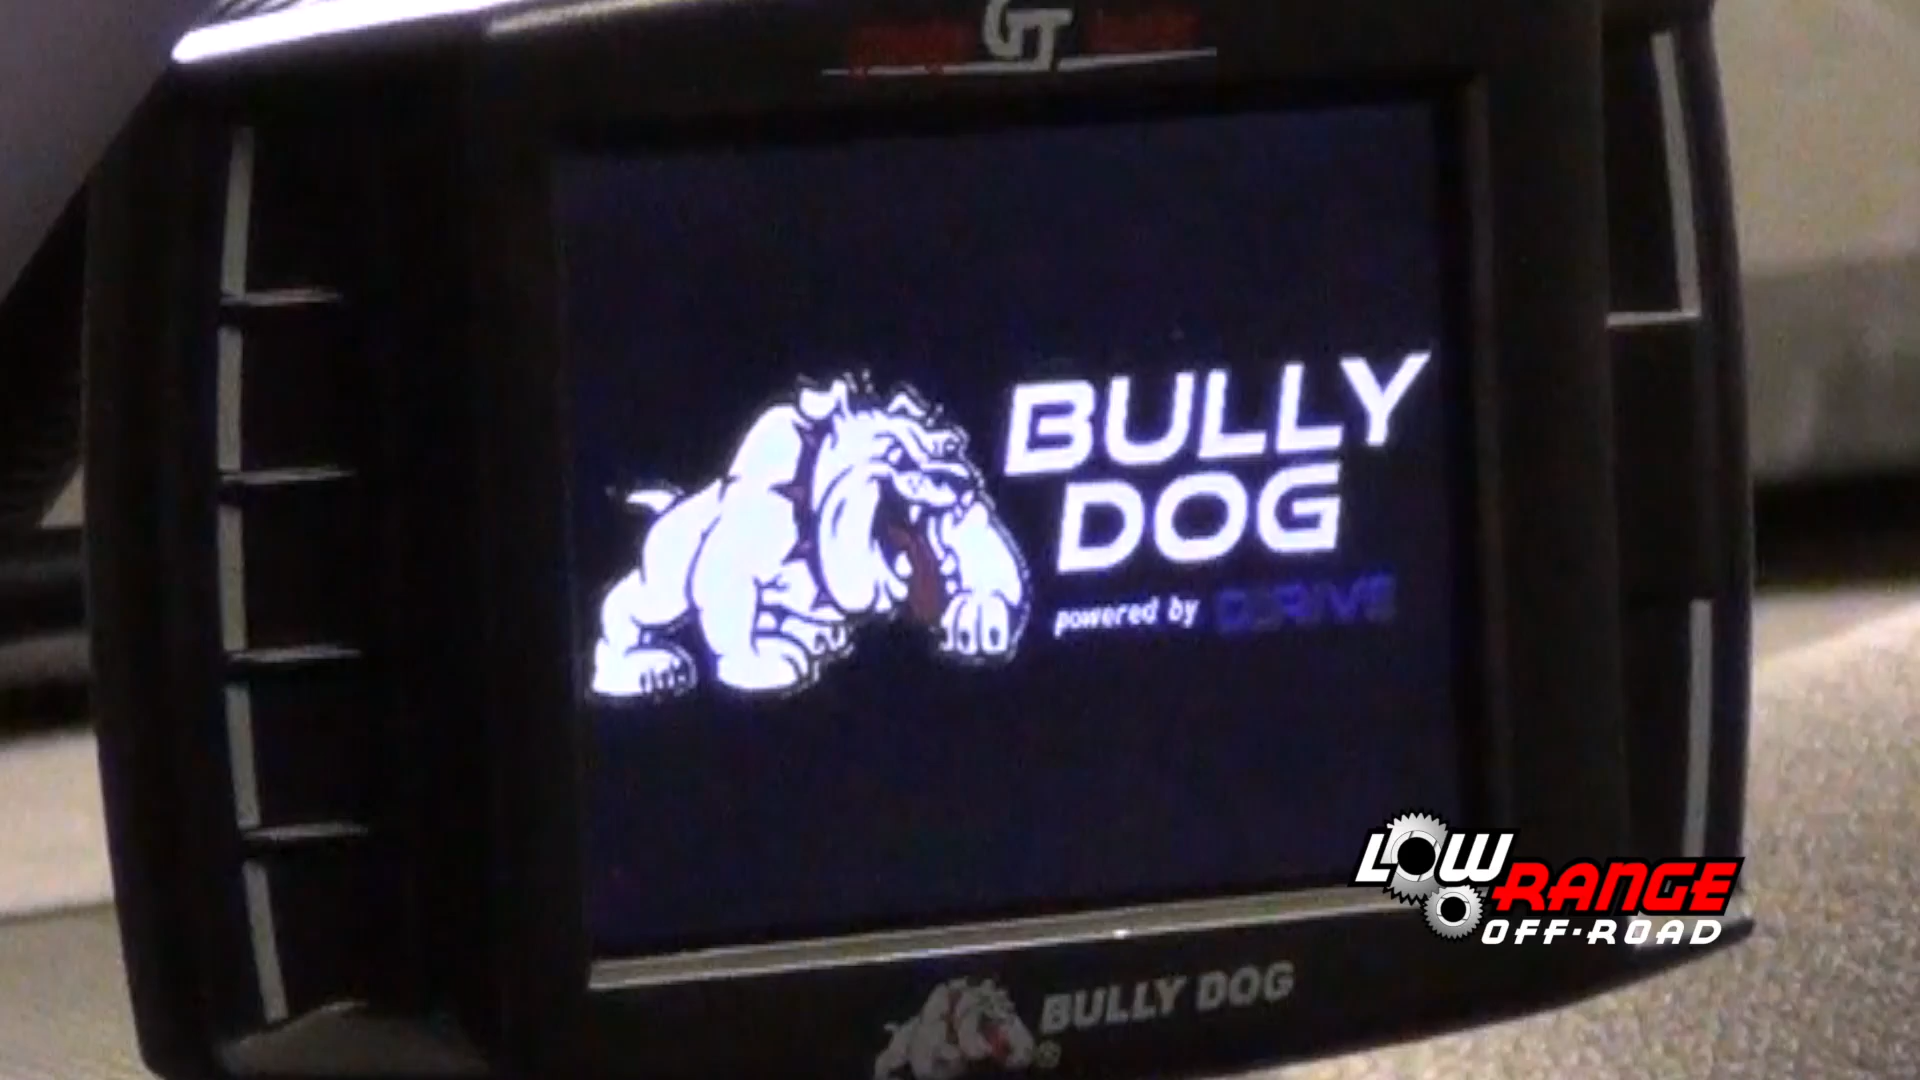 GT
BULLY
DOG
powered by
BULLY DOG
®
LOW
RANGE
OFF-ROAD